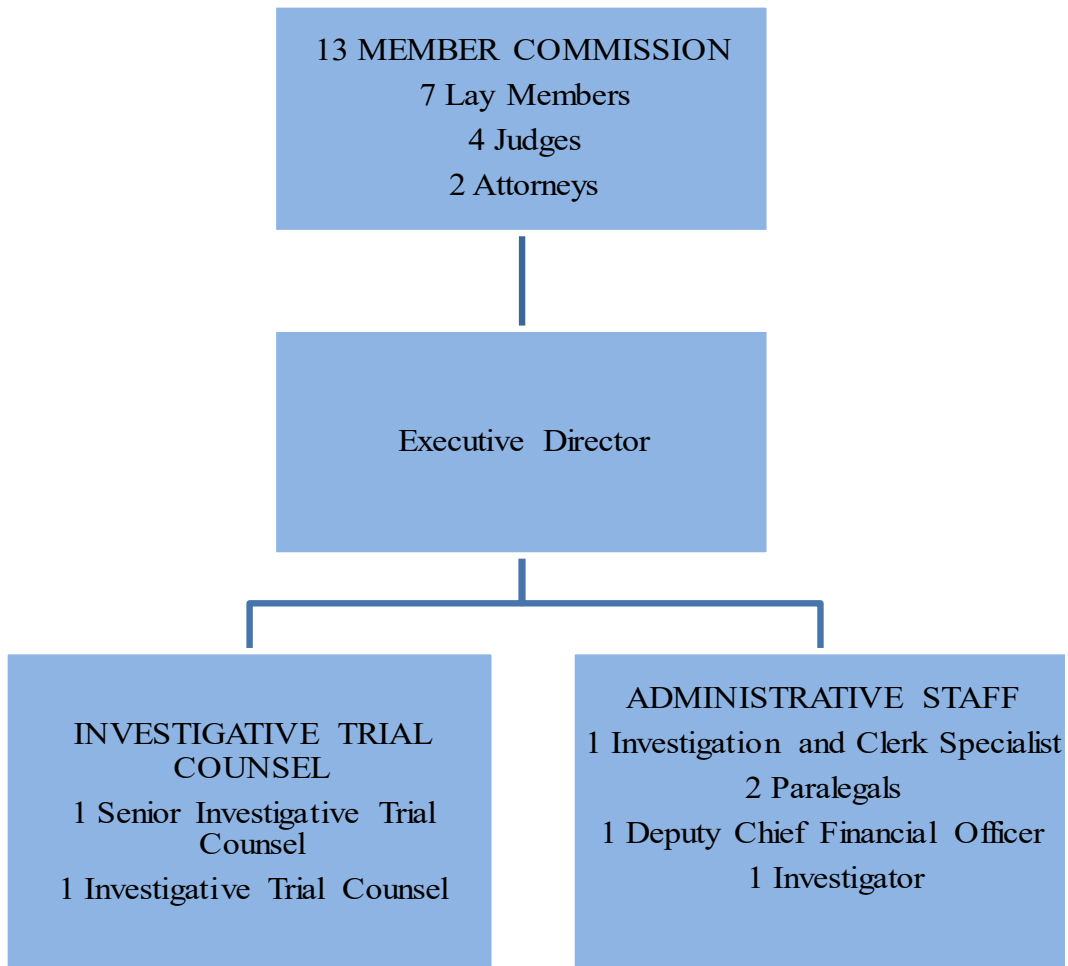 13 MEMBER COMMISSION
7 Lay Members
4 Judges
2 Attorneys
Executive Director
INVESTIGATIVE TRIAL
COUNSEL
1 Senior Investigative Trial
Counsel
1 Investigative Trial Counsel
ADMINISTRATIVE STAFF
1 Investigation and Clerk Specialist
2 Paralegals
1 Deputy Chief Financial Officer
1 Investigator